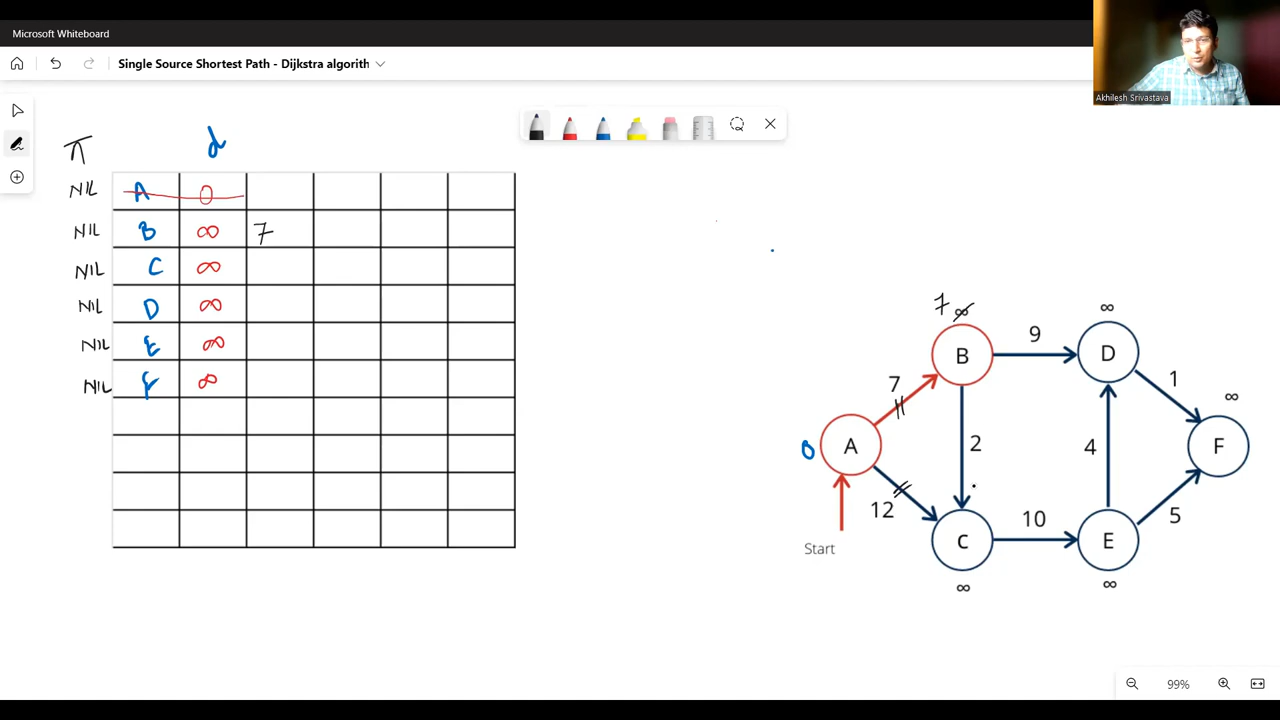 Microsoft Whiteboard
Single Source Shortest Path - Dijkstra algorith
Akhilesh Srivastava
π d
NIL A 0
NIL B ∞ 7
NIL C ∞
NIL D ∞
NIL E ∞
NIL F ∞
7 ∞
∞
B
9
D
7
1
∞
0
A
2
4
F
12
10
5
C
E
Start
∞
∞
99%